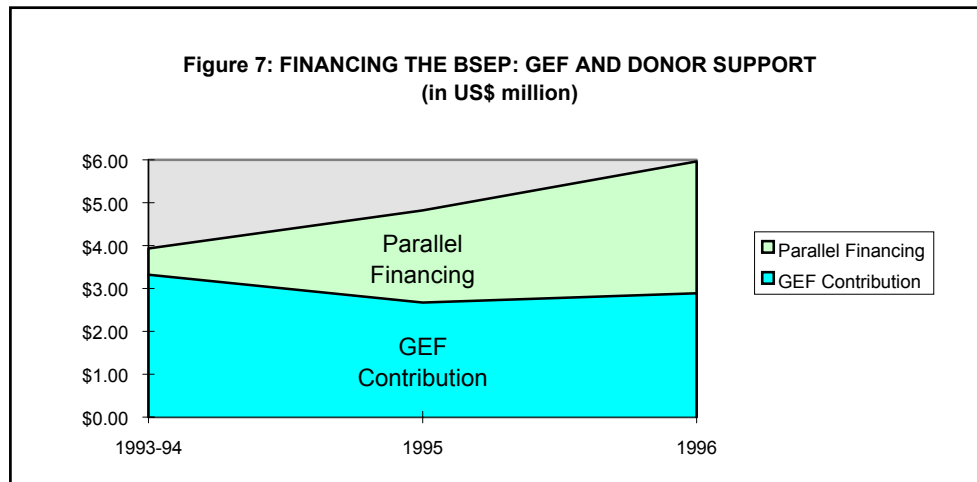 Figure 7: FINANCING THE BSEP: GEF AND DONOR SUPPORT
(in US$ million)
$6.00
$5.00
$4.00
$3.00
$2.00
$1.00
$0.00
Parallel
Financing
GEF
Contribution
1993-94
1995
1996
Parallel Financing
GEF Contribution